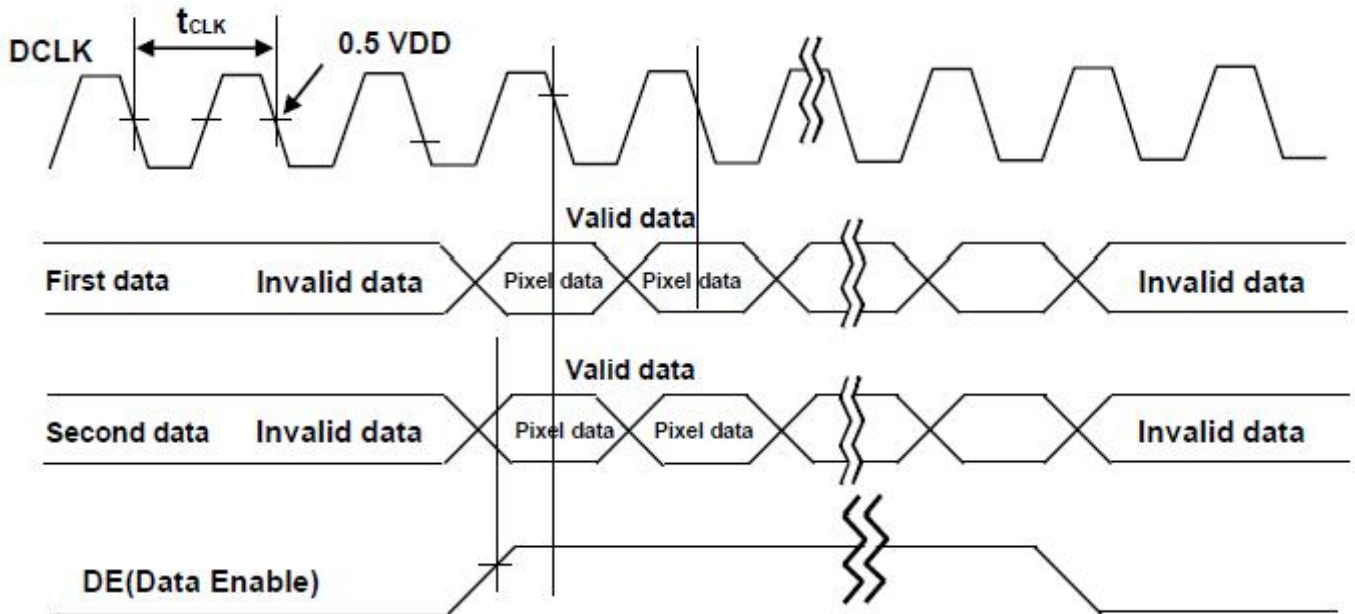 tCLK
DCLK
0.5 VDD
Valid data
First data Invalid data Pixel data Pixel data Invalid data
Valid data
Second data Invalid data Pixel data Pixel data Invalid data
DE(Data Enable)